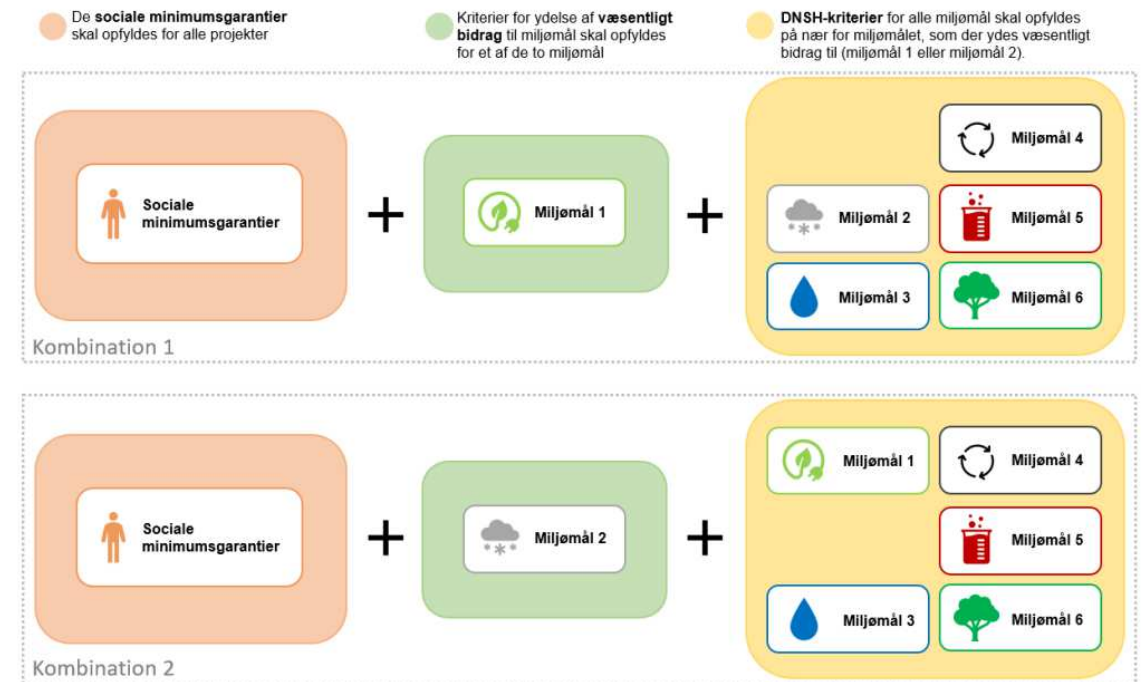 De sociale minimumsgarantier
skal opfyldes for alle projekter
Kriterier for ydelse af væsentligt
bidrag til miljømål skal opfyldes
for et af de to miljømål
DNSH-kriterier for alle miljømål skal opfyldes
på nær for miljømålet, som der ydes væsentligt
bidrag til (miljømål 1 eller miljømål 2).
Sociale
minimumsgarantier
+
Miljømål 1
+
Miljømål 4
Miljømål 2
Miljømål 5
Miljømål 3
Miljømål 6
Kombination 1
Sociale
minimumsgarantier
+
Miljømål 2
+
Miljømål 1
Miljømål 4
Miljømål 5
Miljømål 3
Miljømål 6
Kombination 2